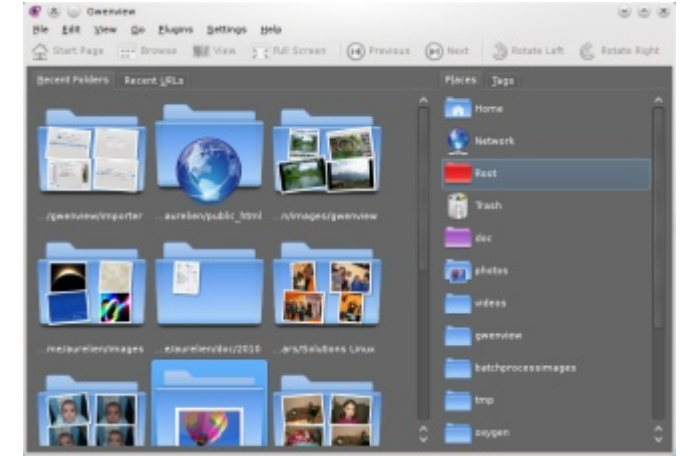 Gwenview
File Edit View Go Plugins Settings Help
Start Page Browse View Full Screen Previous Next Rotate Left Rotate Right
Recent Folders Recent URLs
.../gwenview/importer ...aurelien/public_html ...n/images/gwenview
...me/aurelien/images ...e/aurelien/doc/2010 ...ars/Solutions Linux
Places Tags
Home
Network
Root
Trash
doc
photos
videos
gwenview
batchprocessimages
tmp
oxygen